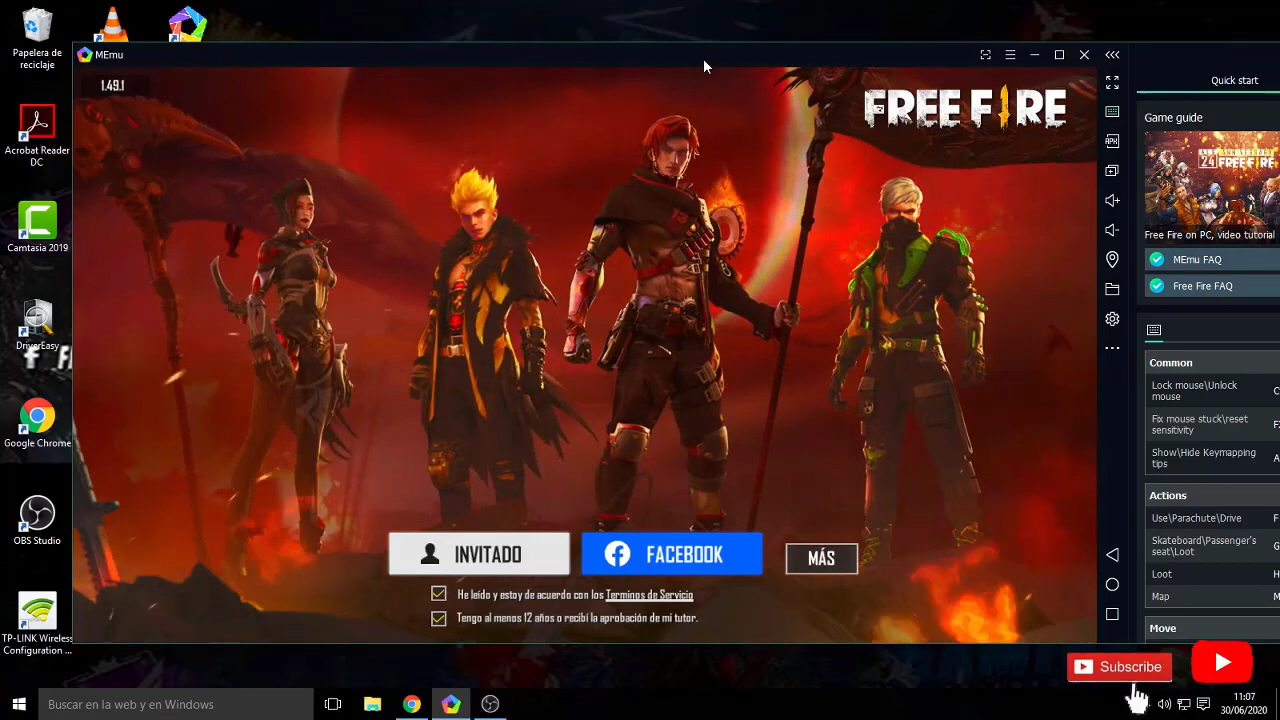 Papelera de
reciclaje
Acrobat Reader
DC
Camtasia 2019
DriverEasy
Google Chrome
OBS Studio
TP-LINK Wireless
Configuration ...
MEmu
1.49.1
FREE FIRE
INVITADO
FACEBOOK
MÁS
He leído y estoy de acuerdo con los Terminos de Servicio
Tengo al menos 12 años o recibí la aprobación de mi tutor.
APK
Quick start
Game guide
24 FREE FIRE
Free Fire on PC, video tutorial
MEmu FAQ
Free Fire FAQ
Common
Lock mouse\Unlock
mouse
C
Fix mouse stuck\reset
sensitivity
F
Show\Hide Keymapping
tips
A
Actions
Use\Parachute\Drive
F
Skateboard\Passenger's
seat\Loot
G
Loot
H
Map
M
Move
Subscribe
Buscar en la web y en Windows
11:07
30/06/2020